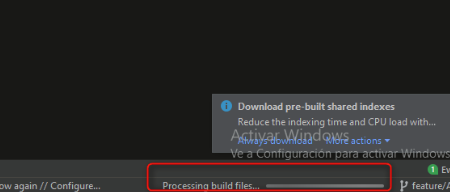 Download pre-built shared indexes
Reduce the indexing time and CPU load with...
Activar Windows
Always download More actions
Ve a Configuración para activar Windows
1 Ev
ow again // Configure...
Processing build files...
feature/A